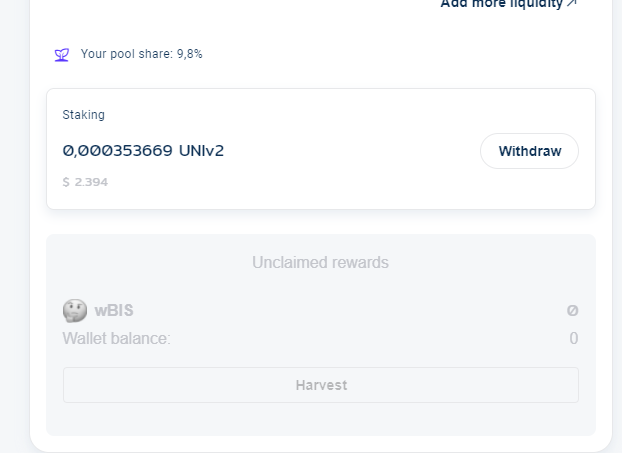 Add more liquidity ↗
Your pool share: 9,8%
Staking
0,000353669 UNIv2
Withdraw
$ 2.394
Unclaimed rewards
wBIS 0
Wallet balance: 0
Harvest